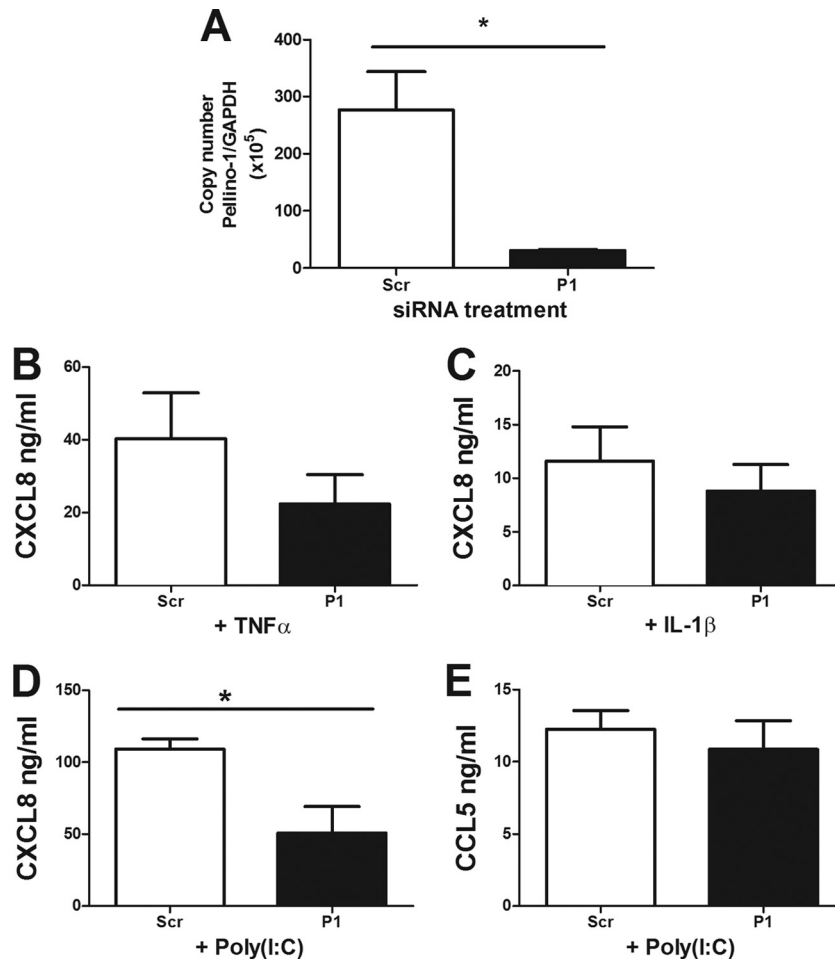 A
*
Copy number
Pellino-1/GAPDH
(x10⁵)
400
300
200
100
0
Scr P1
siRNA treatment
B
CXCL8 ng/ml
60
40
20
0
Scr P1
+ TNFα
C
CXCL8 ng/ml
20
15
10
5
0
Scr P1
+ IL-1β
D
*
CXCL8 ng/ml
150
100
50
0
Scr P1
+ Poly(I:C)
E
CCL5 ng/ml
15
10
5
0
Scr P1
+ Poly(I:C)